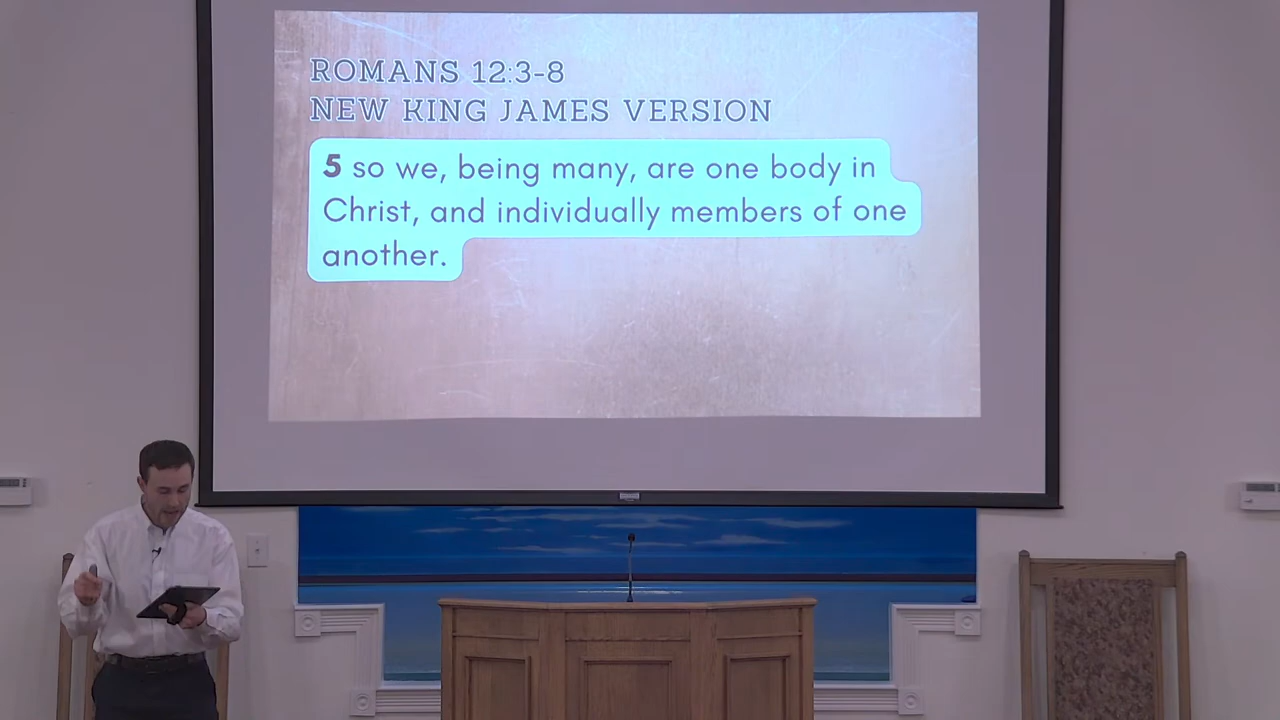 ROMANS 12:3-8
NEW KING JAMES VERSION
5 so we, being many, are one body in
Christ, and individually members of one
another.